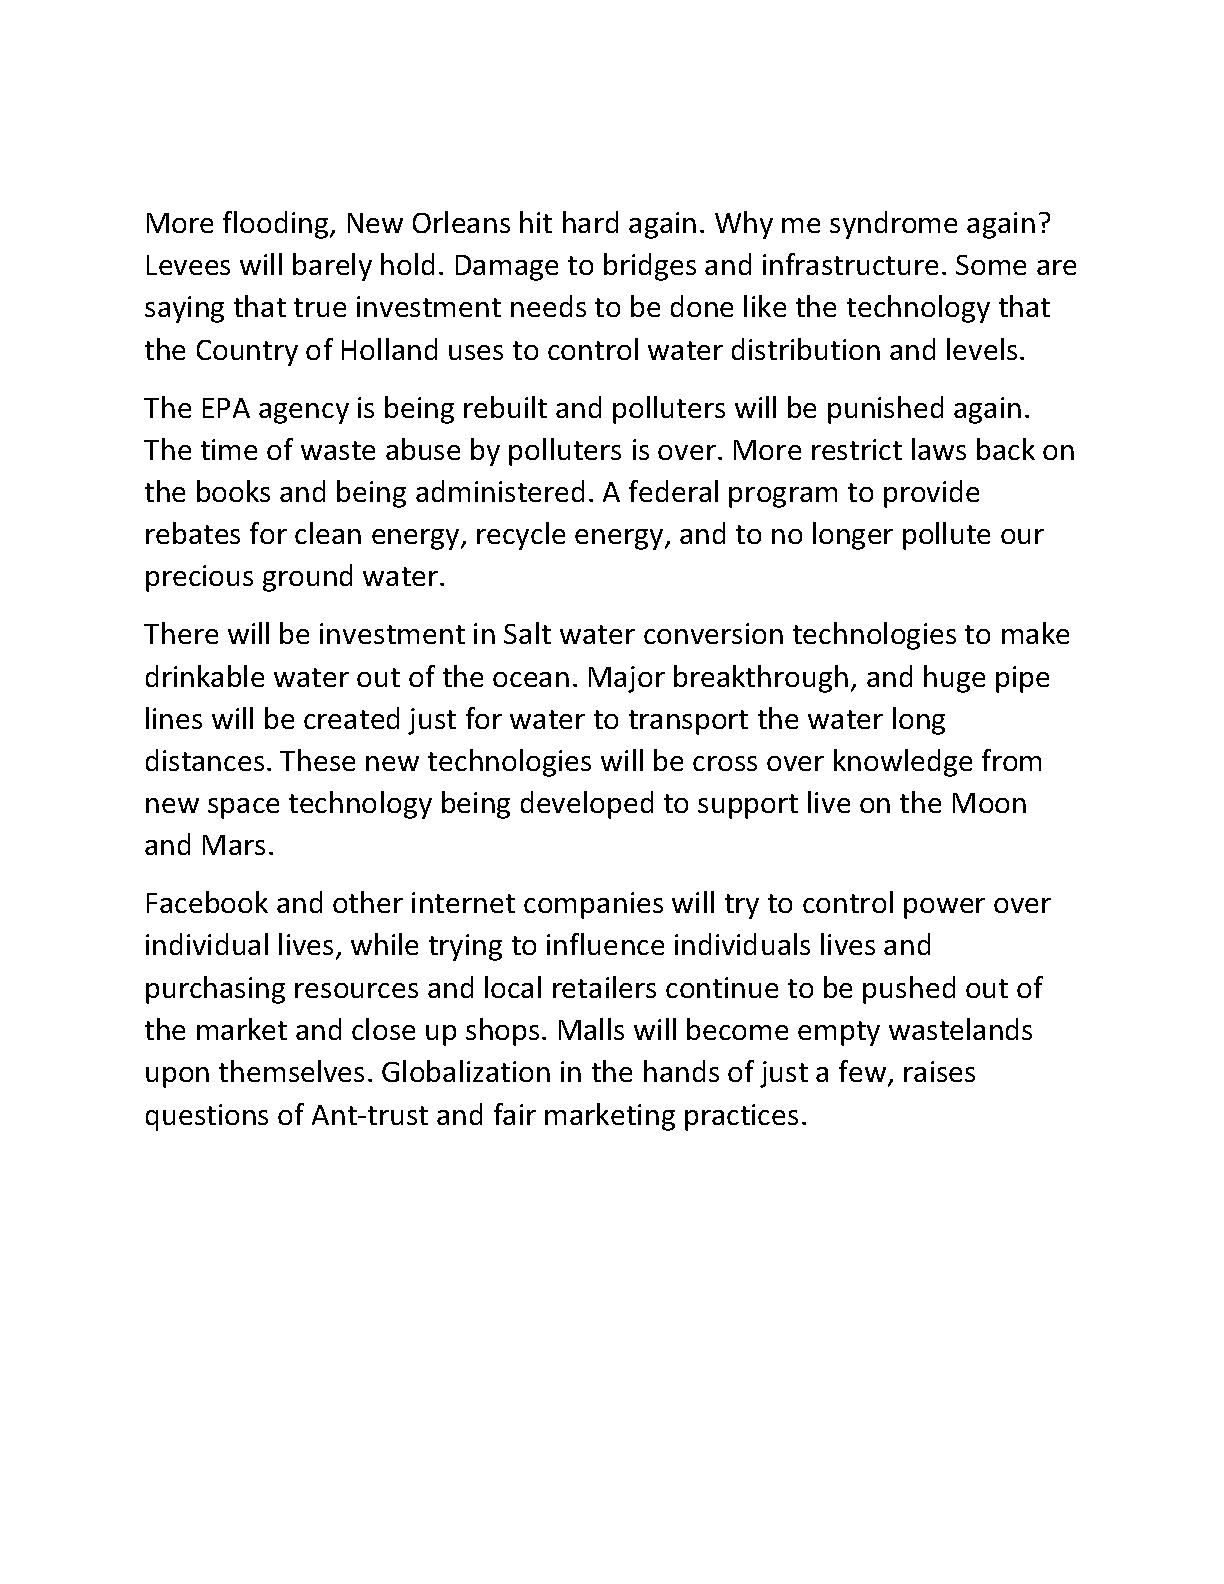 More flooding, New Orleans hit hard again. Why me syndrome again?
Levees will barely hold. Damage to bridges and infrastructure. Some are
saying that true investment needs to be done like the technology that
the Country of Holland uses to control water distribution and levels.
The EPA agency is being rebuilt and polluters will be punished again.
The time of waste abuse by polluters is over. More restrict laws back on
the books and being administered. A federal program to provide
rebates for clean energy, recycle energy, and to no longer pollute our
precious ground water.
There will be investment in Salt water conversion technologies to make
drinkable water out of the ocean. Major breakthrough, and huge pipe
lines will be created just for water to transport the water long
distances. These new technologies will be cross over knowledge from
new space technology being developed to support live on the Moon
and Mars.
Facebook and other internet companies will try to control power over
individual lives, while trying to influence individuals lives and
purchasing resources and local retailers continue to be pushed out of
the market and close up shops. Malls will become empty wastelands
upon themselves. Globalization in the hands of just a few, raises
questions of Ant-trust and fair marketing practices.